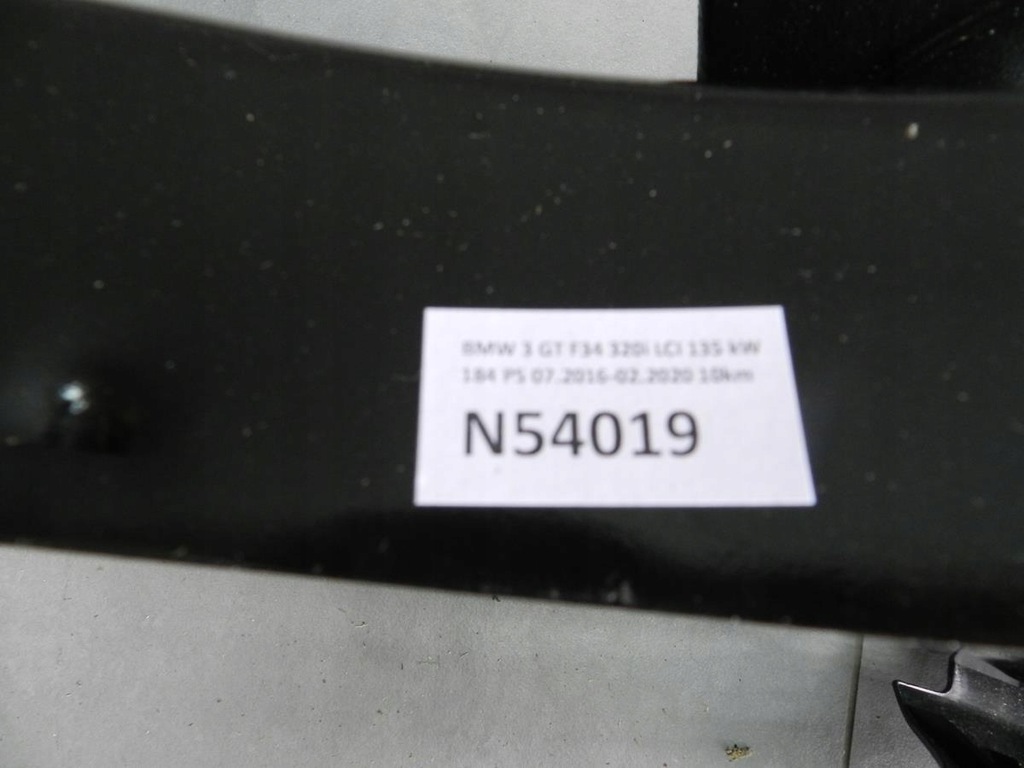 BMW 3 GT F34 320i LCI 135 kW
184 PS 07.2016-02.2020 10km
N54019